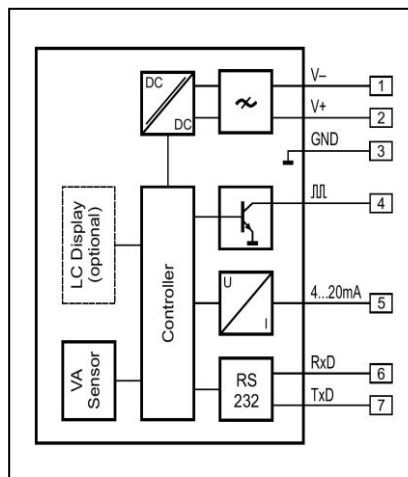 DC
DC
V–
1
V+
2
GND
3
4
LC Display
(optional)
Controller
U
I
4...20mA
5
VA
Sensor
RS
232
RxD
6
TxD
7